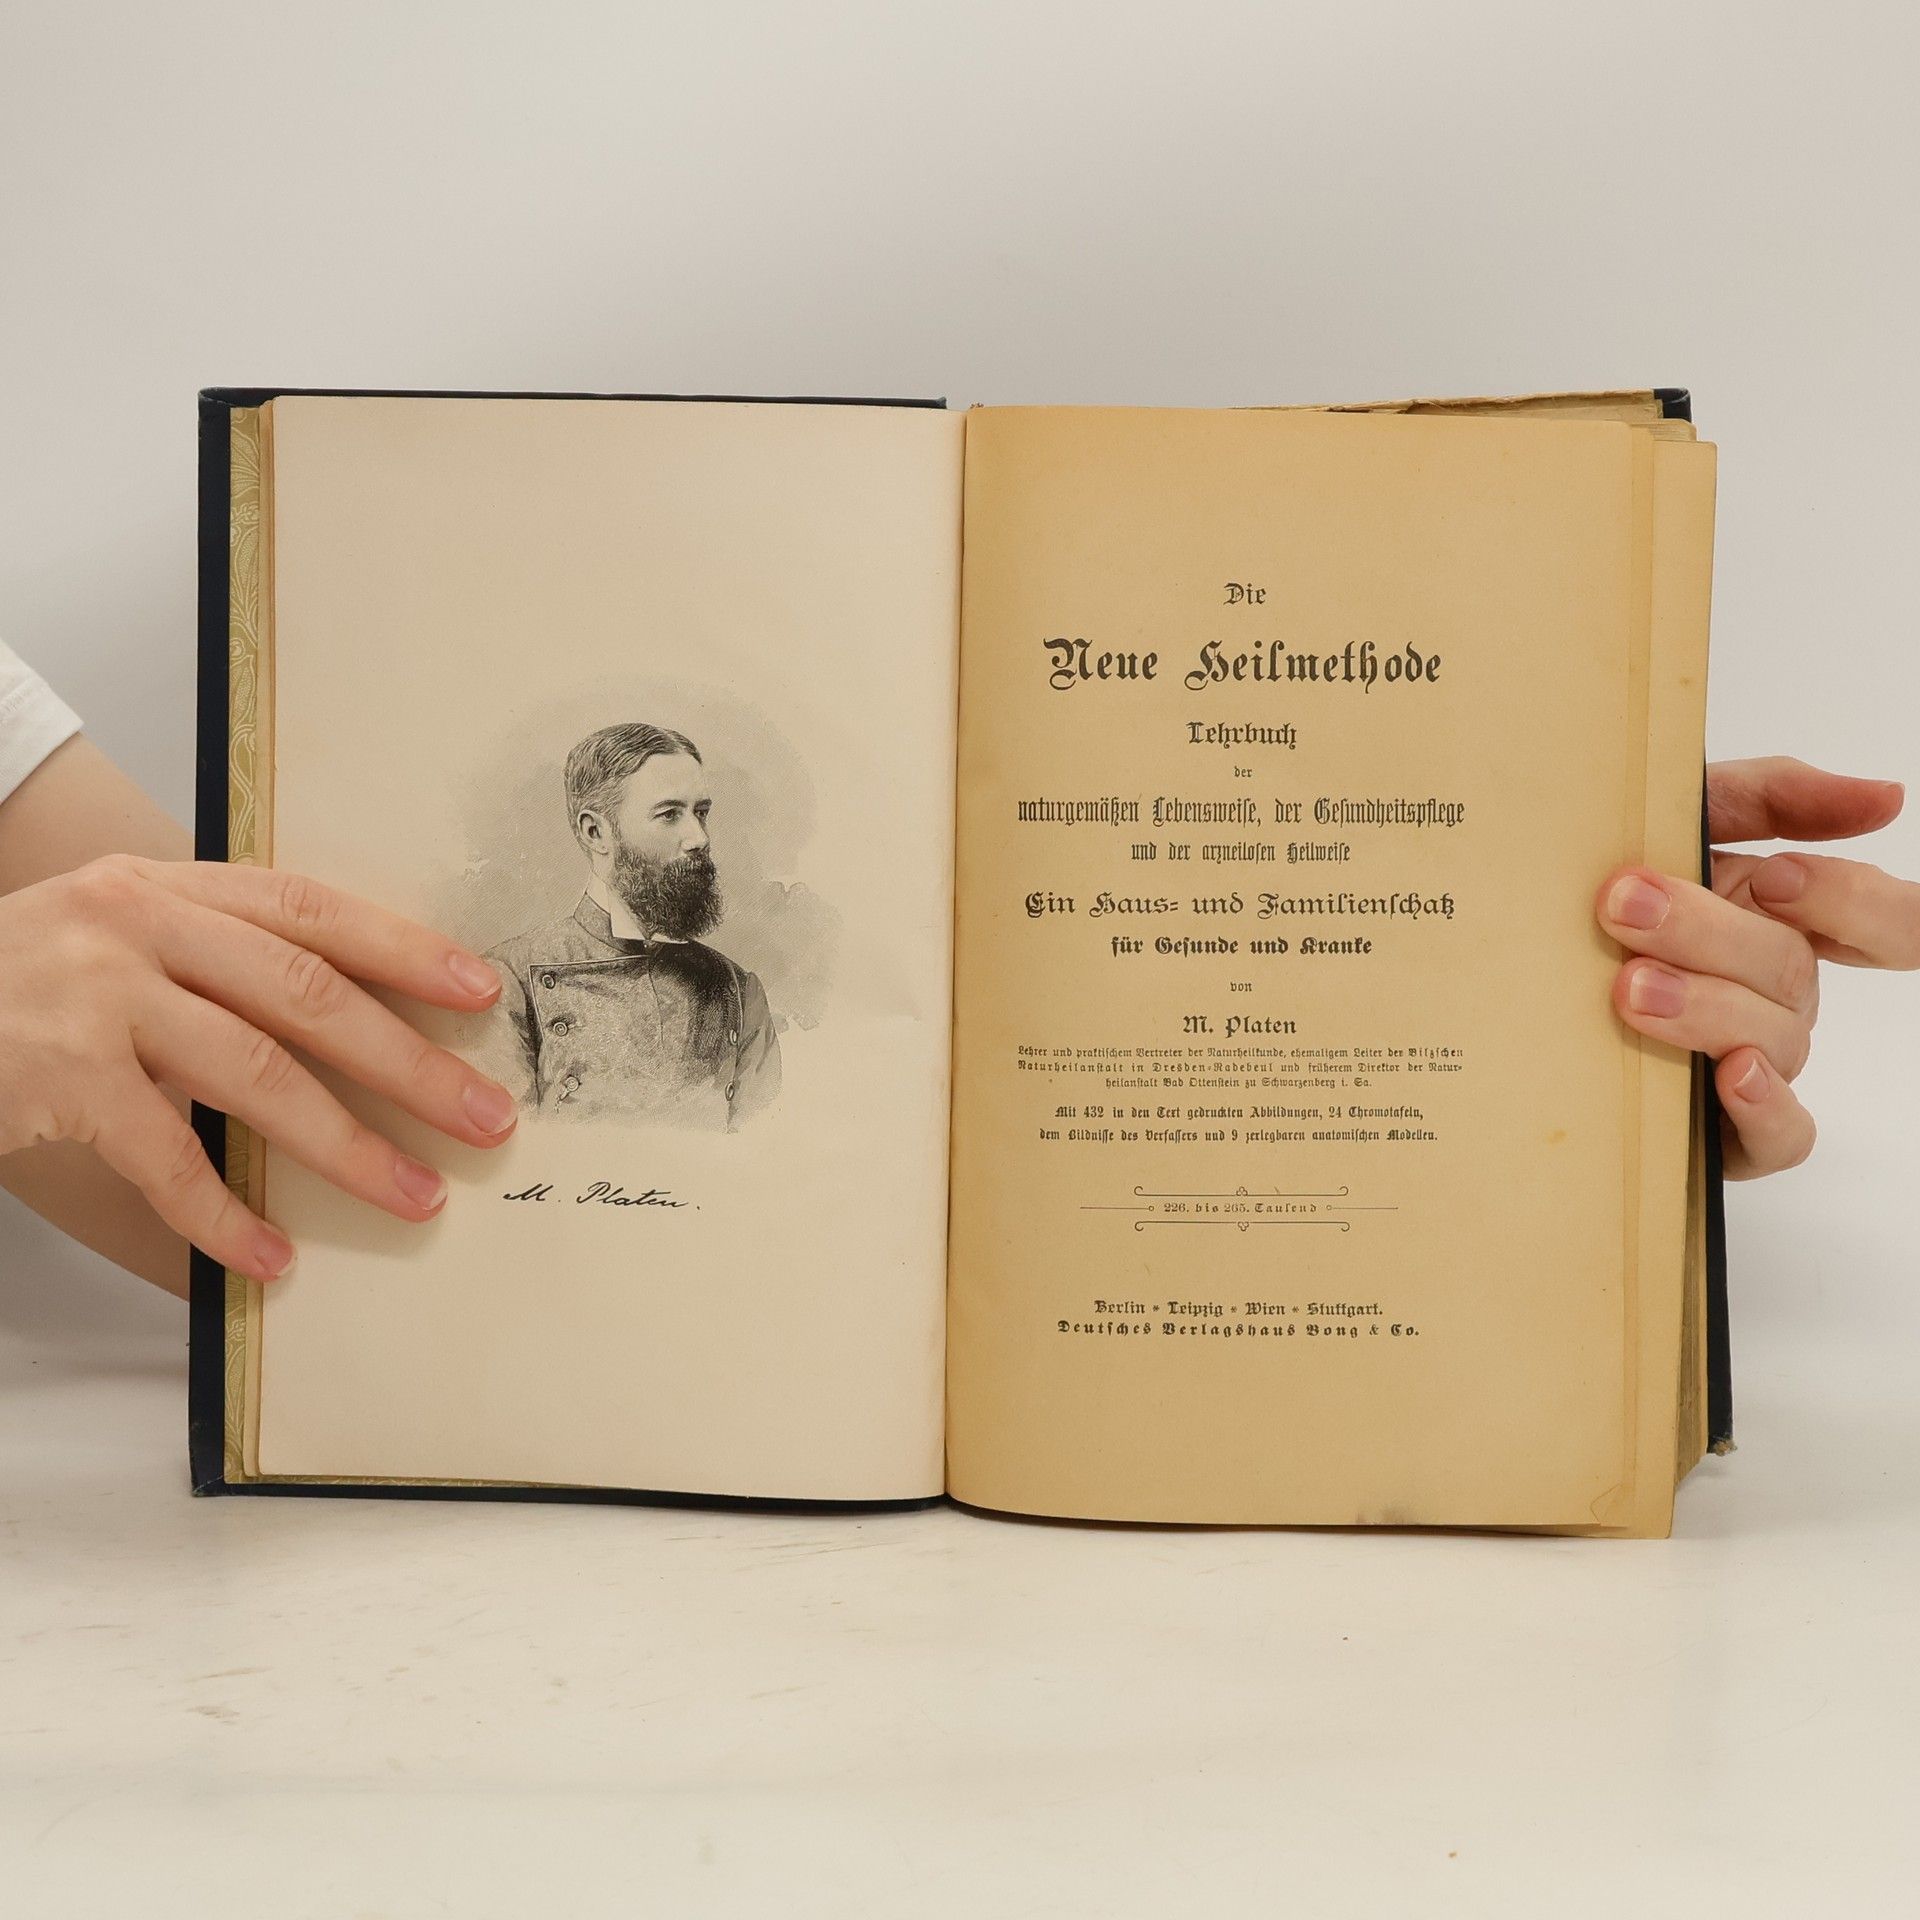 M. Platen.
Die
Neue Heilmethode
Lehrbuch
der
naturgemäßen Lebensweise, der Gesundheitspflege
und der arzneilosen Heilweise
Ein Haus- und Familienschatz
für Gesunde und Kranke
von
M. Platen
Lehrer und praktischem Vertreter der Naturheilkunde, ehemaligem Leiter der Bilzschen
Naturheilanstalt in Dresden-Radebeul und früherem Direktor der Natur-
heilanstalt Bad Ottenstein zu Schwarzenberg i. Sa.
Mit 432 in den Text gedruckten Abbildungen, 24 Chromotafeln,
dem Bildnisse des Verfassers und 9 zerlegbaren anatomischen Modellen.
226. bis 265. Tausend
Berlin * Leipzig * Wien * Stuttgart.
Deutsches Verlagshaus Bong & Co.